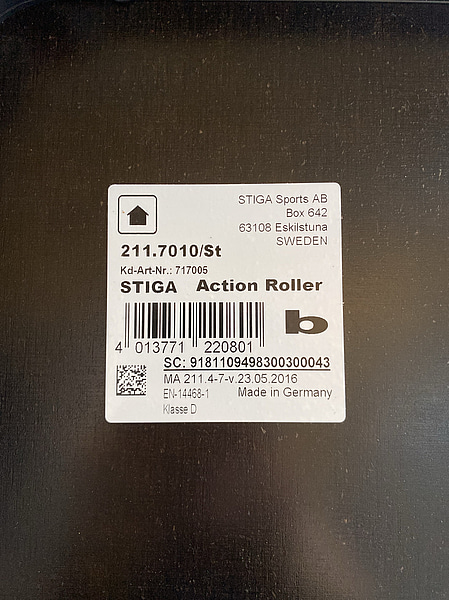 STIGA Sports AB
Box 642
63108 Eskilstuna
SWEDEN
211.7010/St
Kd-Art-Nr.: 717005
STIGA Action Roller
b
4 013771 220801
SC: 9181109498300300043
MA 211.4-7-v.23.05.2016
EN-14468-1 Made in Germany
Klasse D